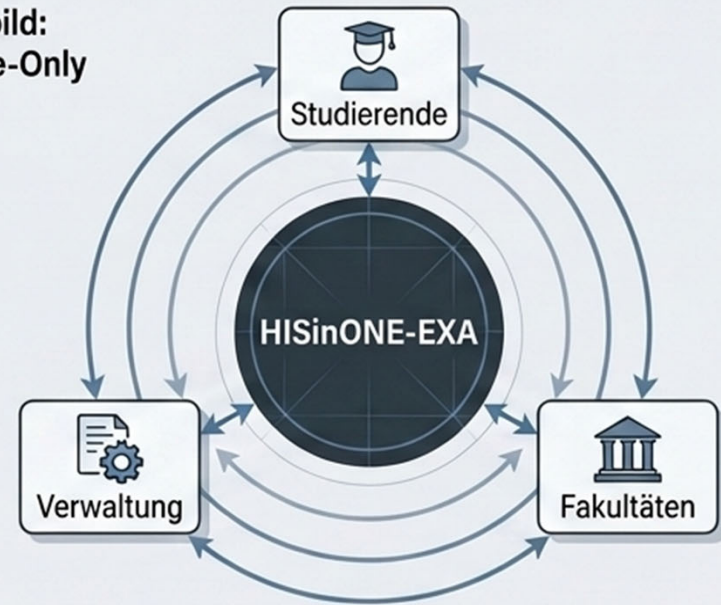 bild:
e-Only
Studierende
HISinONE-EXA
Verwaltung
Fakultäten